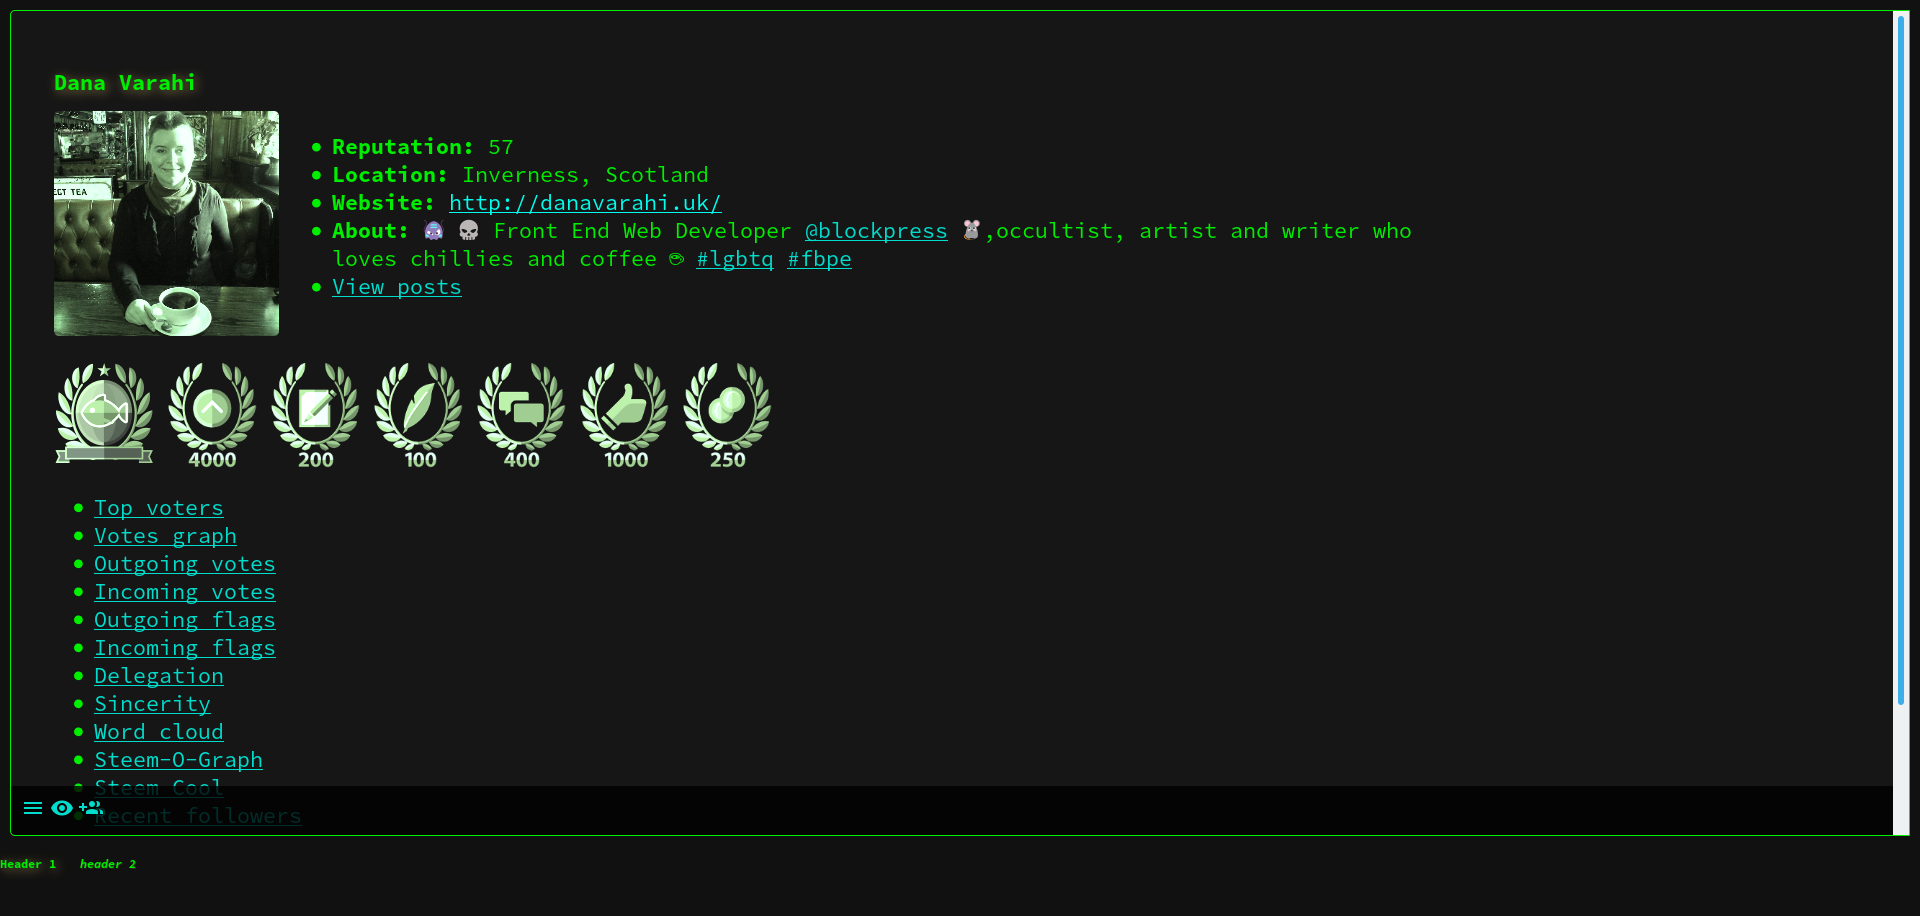 Dana Varahi
ECT TEA
Reputation: 57
Location: Inverness, Scotland
Website: http://danavarahi.uk/
About: 👾 💀 Front End Web Developer @blockpress 🐭,occultist, artist and writer who
loves chillies and coffee ☕ #lgbtq #fbpe
View posts
4000 200 100 400 1000 250
Top voters
Votes graph
Outgoing votes
Incoming votes
Outgoing flags
Incoming flags
Delegation
Sincerity
Word cloud
Steem-O-Graph
Steem Cool
Recent followers
Header 1 header 2